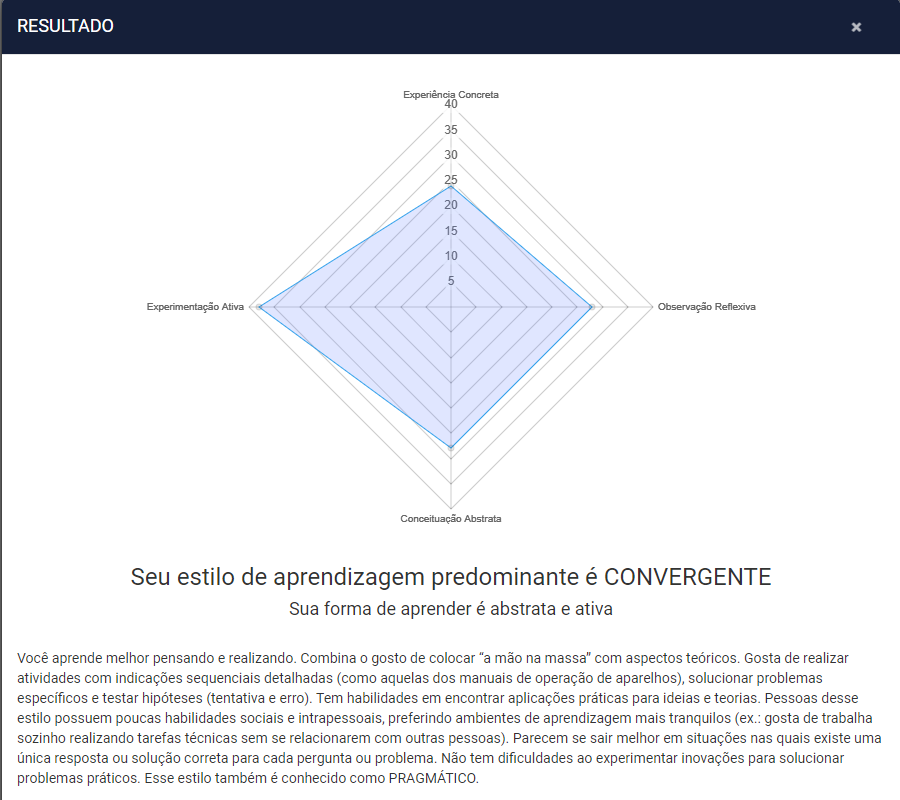 RESULTADO
Experiência Concreta
40
35
30
25
20
15
10
5
Experimentação Ativa
Observação Reflexiva
Conceituação Abstrata
Seu estilo de aprendizagem predominante é CONVERGENTE
Sua forma de aprender é abstrata e ativa
Você aprende melhor pensando e realizando. Combina o gosto de colocar “a mão na massa” com aspectos teóricos. Gosta de realizar
atividades com indicações sequenciais detalhadas (como aquelas dos manuais de operação de aparelhos), solucionar problemas
específicos e testar hipóteses (tentativa e erro). Tem habilidades em encontrar aplicações práticas para ideias e teorias. Pessoas desse
estilo possuem poucas habilidades sociais e intrapessoais, preferindo ambientes de aprendizagem mais tranquilos (ex.: gosta de trabalha
sozinho realizando tarefas técnicas sem se relacionarem com outras pessoas). Parecem se sair melhor em situações nas quais existe uma
única resposta ou solução correta para cada pergunta ou problema. Não tem dificuldades ao experimentar inovações para solucionar
problemas práticos. Esse estilo também é conhecido como PRAGMÁTICO.